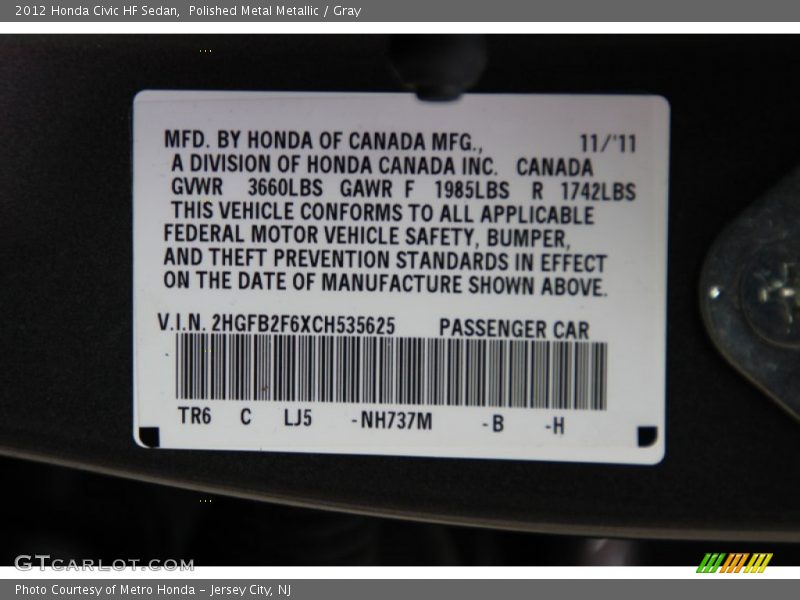 2012 Honda Civic HF Sedan, Polished Metal Metallic / Gray
MFD. BY HONDA OF CANADA MFG., 11/'11
A DIVISION OF HONDA CANADA INC. CANADA
GVWR 3660LBS GAWR F 1985LBS R 1742LBS
THIS VEHICLE CONFORMS TO ALL APPLICABLE
FEDERAL MOTOR VEHICLE SAFETY, BUMPER,
AND THEFT PREVENTION STANDARDS IN EFFECT
ON THE DATE OF MANUFACTURE SHOWN ABOVE.
V.I.N. 2HGFB2F6XCH535625 PASSENGER CAR
TR6 C LJ5 -NH737M -B -H
GTcarlot.com
Photo Courtesy of Metro Honda - Jersey City, NJ